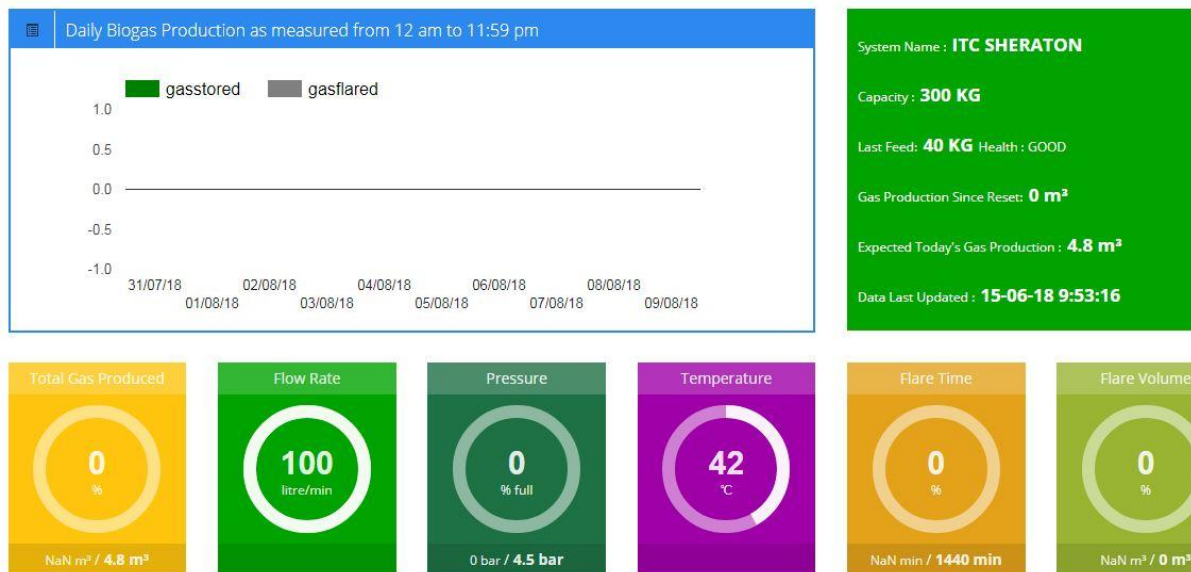 Daily Biogas Production as measured from 12 am to 11:59 pm
gasstored gasflared
1.0
0.5
0.0
-0.5
-1.0
31/07/18 02/08/18 04/08/18 06/08/18 08/08/18
01/08/18 03/08/18 05/08/18 07/08/18 09/08/18
System Name : ITC SHERATON
Capacity : 300 KG
Last Feed: 40 KG Health : GOOD
Gas Production Since Reset: 0 m³
Expected Today's Gas Production : 4.8 m³
Data Last Updated : 15-06-18 9:53:16
Total Gas Produced
0
%
NaN m³ / 4.8 m³
Flow Rate
100
litre/min
Pressure
0
% full
0 bar / 4.5 bar
Temperature
42
℃
Flare Time
0
%
NaN min / 1440 min
Flare Volume
0
%
NaN m³ / 0 m³